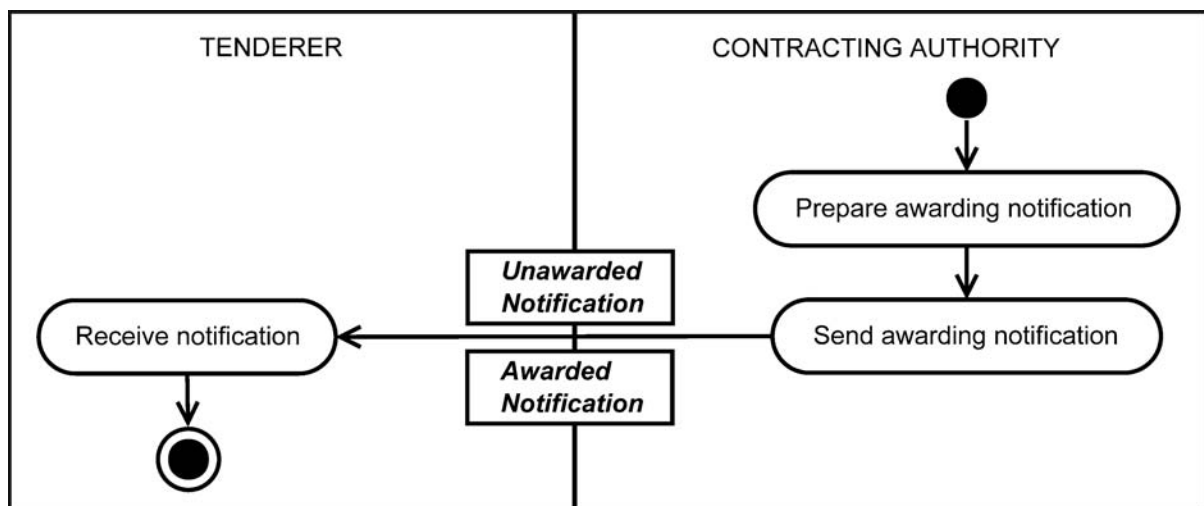 TENDERER
CONTRACTING AUTHORITY
Prepare awarding notification
Unawarded
Notification
Receive notification
Send awarding notification
Awarded
Notification